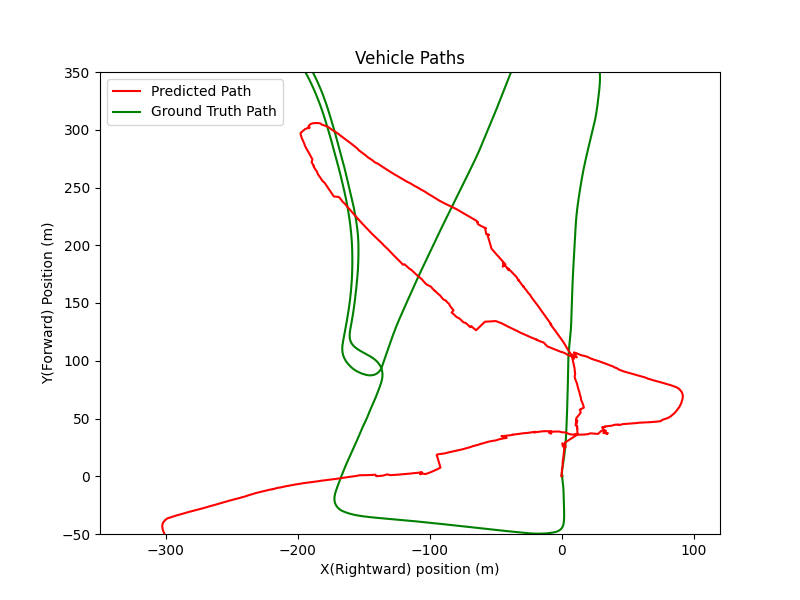 Vehicle Paths
Predicted Path
Ground Truth Path
350
300
250
200
150
100
50
0
−50
Y(Forward) Position (m)
−300
−200
−100
0
100
X(Rightward) position (m)